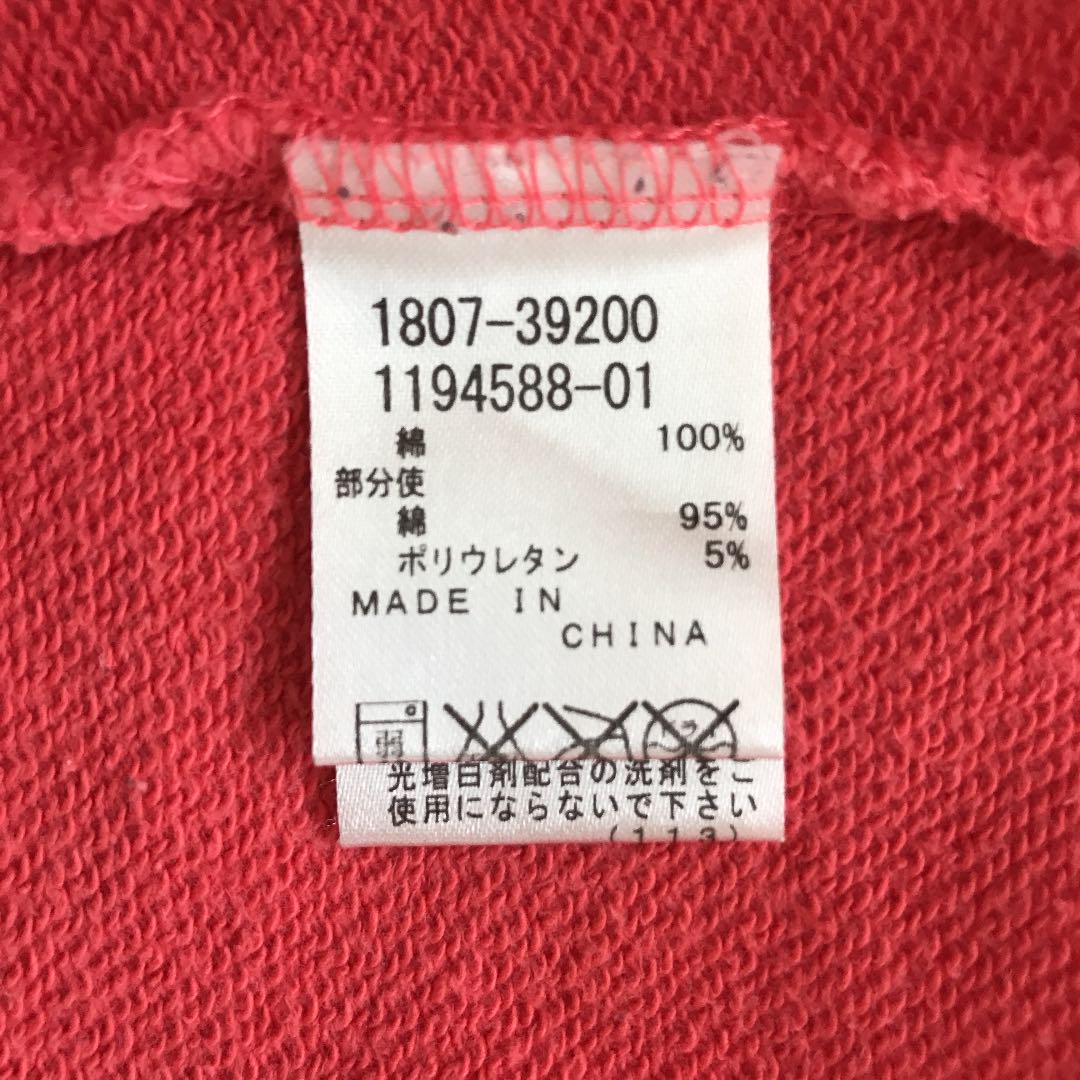 1807-39200
1194588-01
綿 100%
部分使
綿 95%
ポリウレタン 5%
MADE IN
CHINA
弱
光増白剤配合の洗剤をご
使用にならないで下さい
(113)